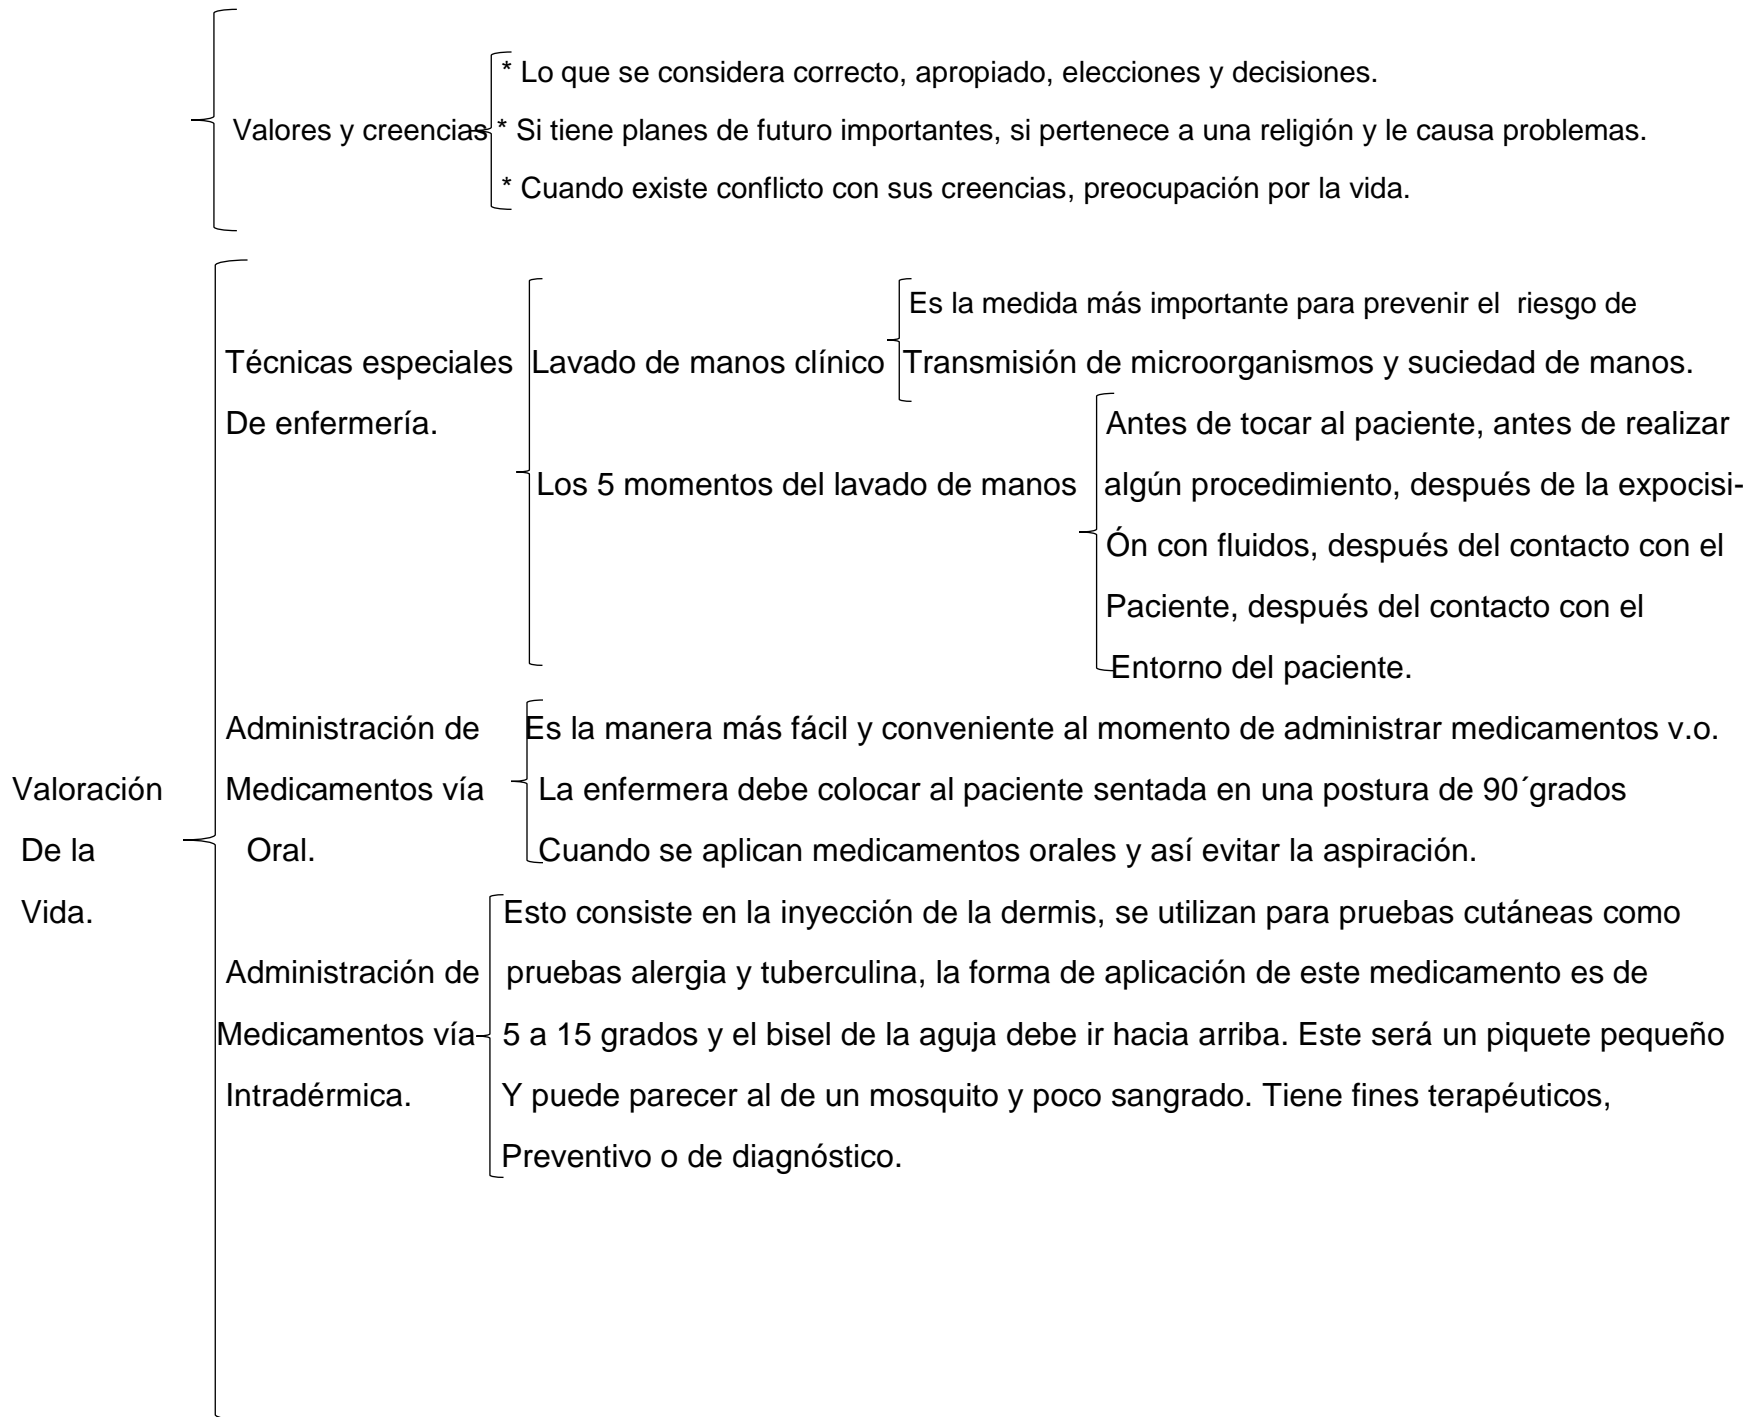 * Lo que se considera correcto, apropiado, elecciones y decisiones.
Valores y creencias
* Si tiene planes de futuro importantes, si pertenece a una religión y le causa problemas.
* Cuando existe conflicto con sus creencias, preocupación por la vida.
Valoración
De la
Vida.
Técnicas especiales
De enfermería.
Lavado de manos clínico
Es la medida más importante para prevenir el  riesgo de
Transmisión de microorganismos y suciedad de manos.
Los 5 momentos del lavado de manos
Antes de tocar al paciente, antes de realizar
algún procedimiento, después de la expocisi-
Ón con fluidos, después del contacto con el
Paciente, después del contacto con el
Entorno del paciente.
Administración de
Medicamentos vía
Oral.
Es la manera más fácil y conveniente al momento de administrar medicamentos v.o.
La enfermera debe colocar al paciente sentada en una postura de 90´grados
Cuando se aplican medicamentos orales y así evitar la aspiración.
Administración de
Medicamentos vía
Intradérmica.
Esto consiste en la inyección de la dermis, se utilizan para pruebas cutáneas como
pruebas alergia y tuberculina, la forma de aplicación de este medicamento es de
5 a 15 grados y el bisel de la aguja debe ir hacia arriba. Este será un piquete pequeño
Y puede parecer al de un mosquito y poco sangrado. Tiene fines terapéuticos,
Preventivo o de diagnóstico.